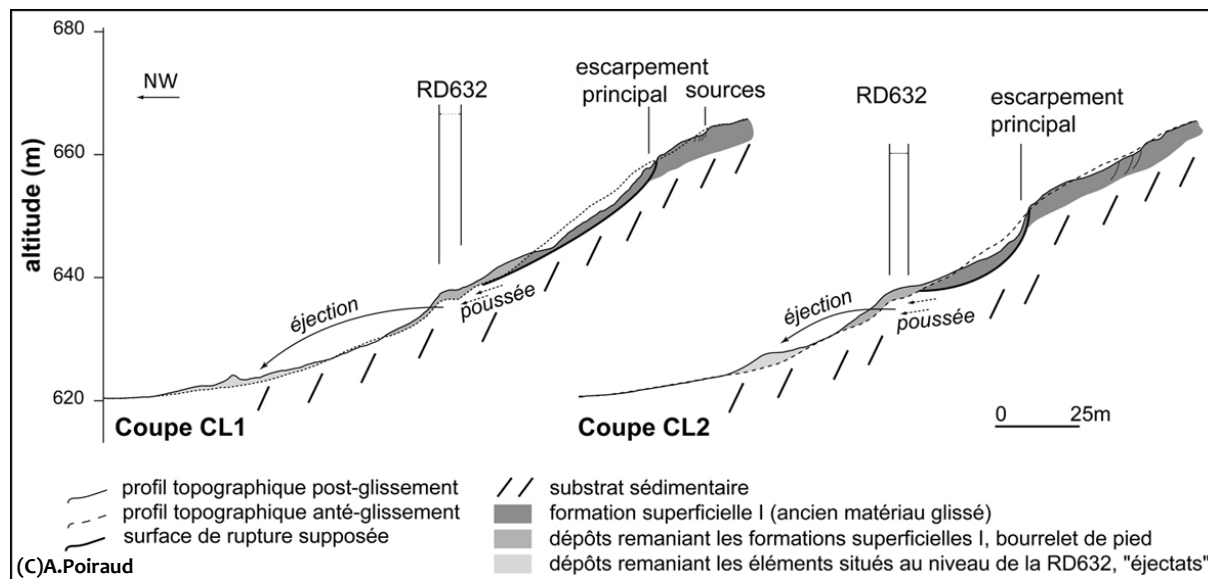 680
660
640
620
altitude (m)
NW
RD632
escarpement
principal
sources
éjection
poussée
Coupe CL1
RD632
escarpement
principal
éjection
poussée
Coupe CL2
0 25m
profil topographique post-glissement
profil topographique anté-glissement
surface de rupture supposée
substrat sédimentaire
formation superficielle I (ancien matériau glissé)
dépôts remaniant les formations superficielles I, bourrelet de pied
dépôts remaniant les éléments situés au niveau de la RD632, "éjectats"
(C)A.Poiraud